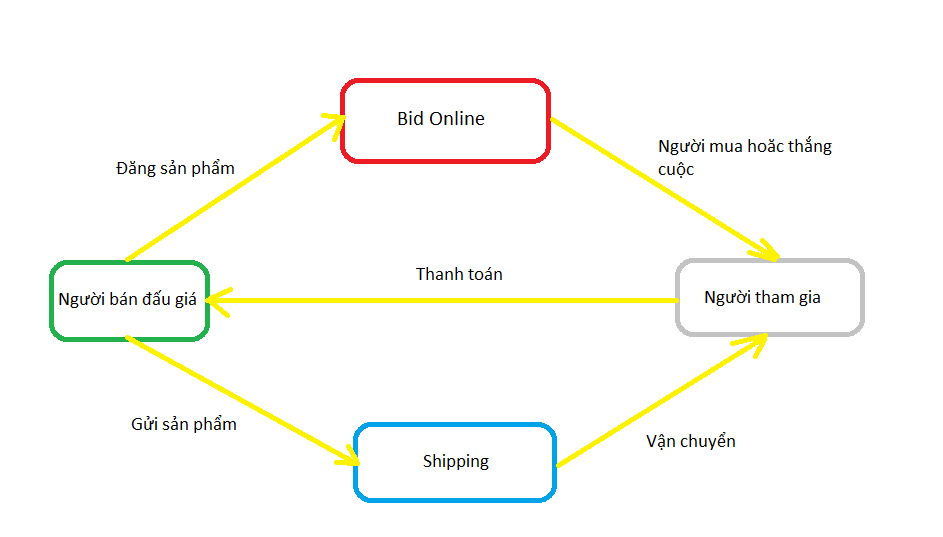 Bid Online
Người mua hoăc thắng
cuộc
Đăng sản phẩm
Thanh toán
Người bán đấu giá
Người tham gia
Gửi sản phẩm
Vận chuyển
Shipping